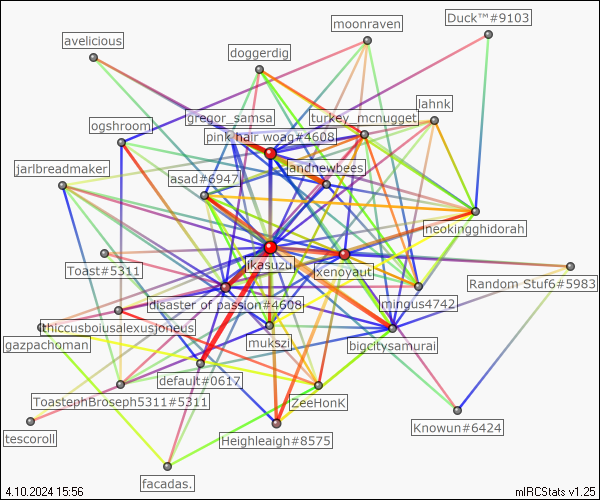 moonraven
Duck™#9103
avelicious
doggerdig
lahnk
gregor_samsa
turkey_mcnugget
ogshroom
pink hair woag#4608
jarlbreadmaker
andnewbees
asad#6947
neokingghidorah
jikasuzu
Toast#5311
xenoyaut
Random Stuf6#5983
disaster of passion#4608
mingus4742
thiccusboiusalexusjoneus
gazpachoman
mukszi
bigcitysamurai
default#0617
ToastephBroseph5311#5311
ZeeHonK
Knowun#6424
tescoroll
Heighleaigh#8575
facadas.
4.10.2024 15:56
mIRCStats v1.25